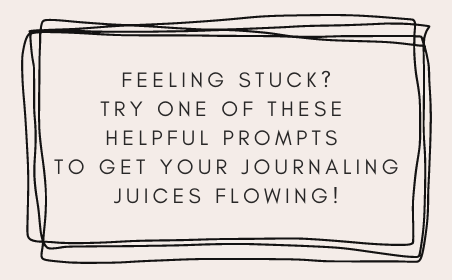 FEELING STUCK?
TRY ONE OF THESE
HELPFUL PROMPTS
TO GET YOUR JOURNALING
JUICES FLOWING!